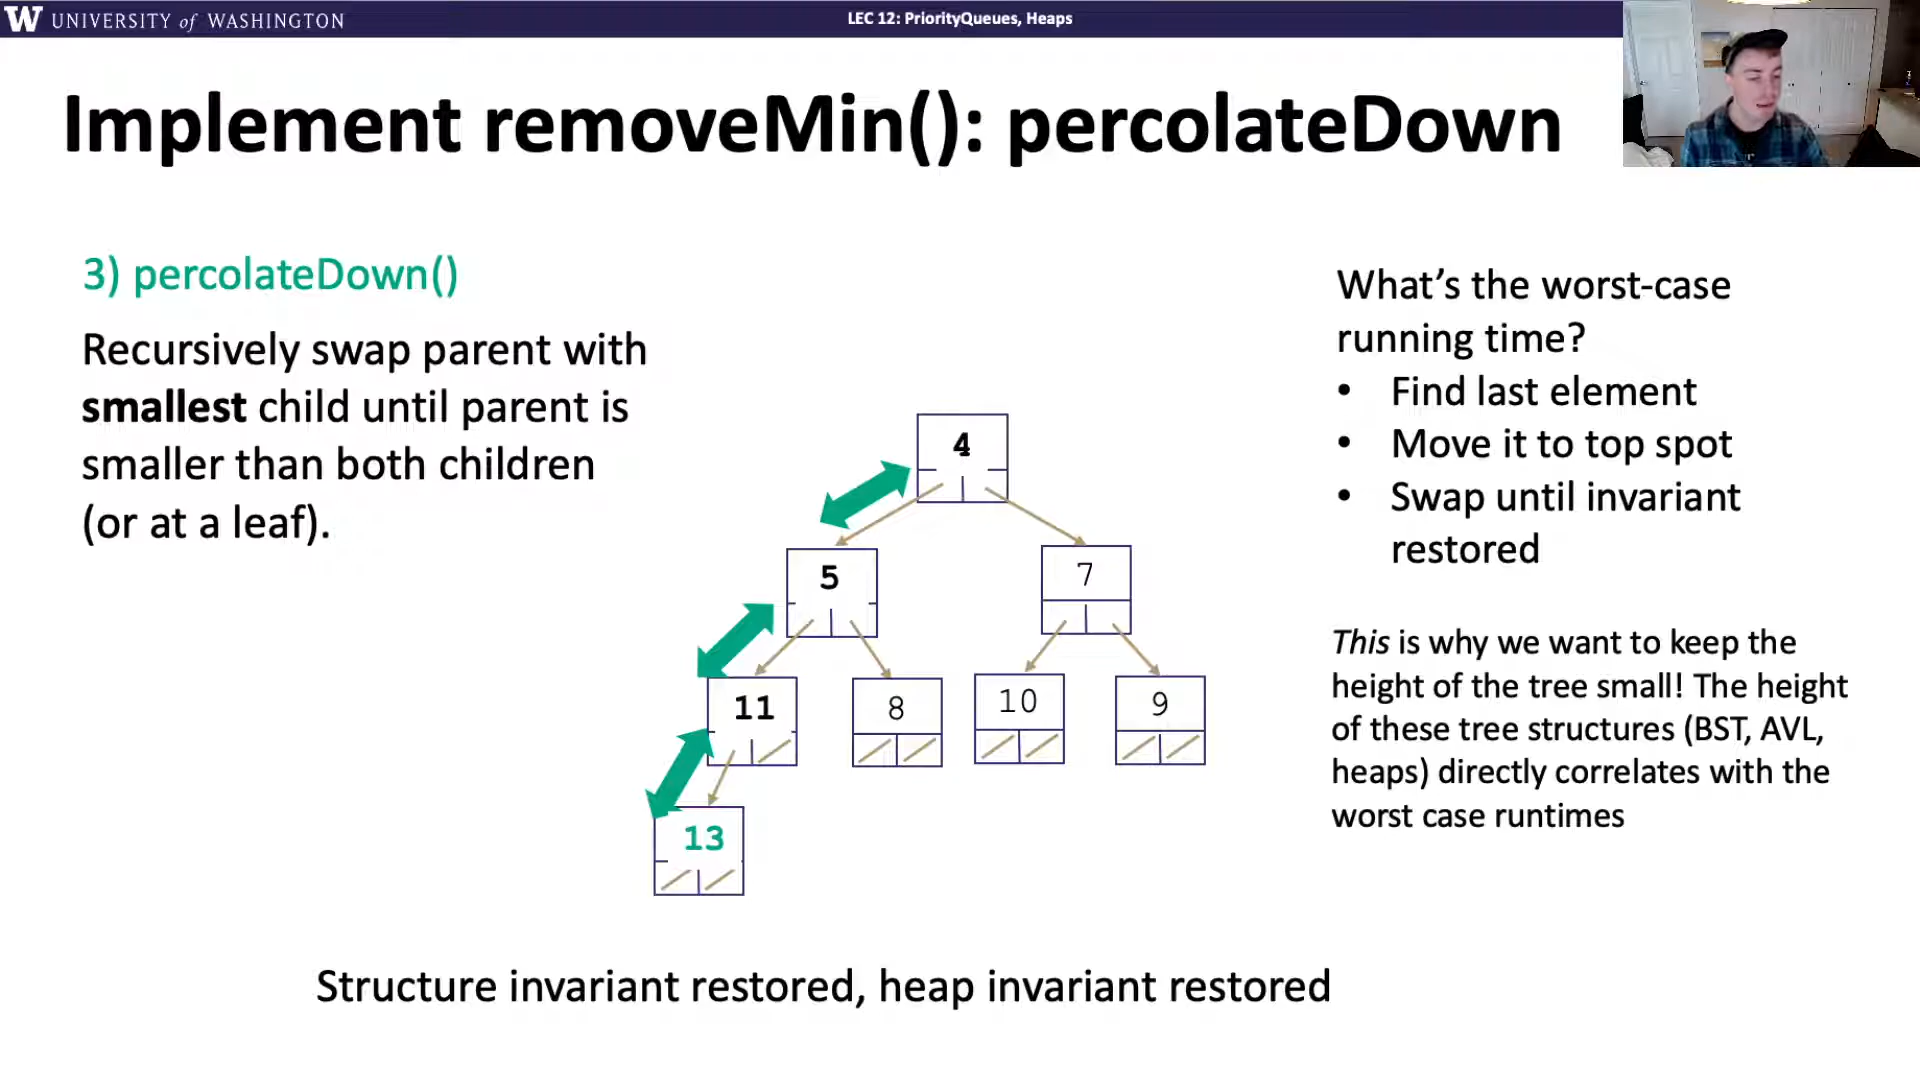 W UNIVERSITY of WASHINGTON
LEC 12: PriorityQueues, Heaps
Implement removeMin(): percolateDown
3) percolateDown()
Recursively swap parent with
smallest child until parent is
smaller than both children
(or at a leaf).
4
5
7
11
8
10
9
13
What’s the worst-case
running time?
• Find last element
• Move it to top spot
• Swap until invariant
restored
This is why we want to keep the
height of the tree small! The height
of these tree structures (BST, AVL,
heaps) directly correlates with the
worst case runtimes
Structure invariant restored, heap invariant restored